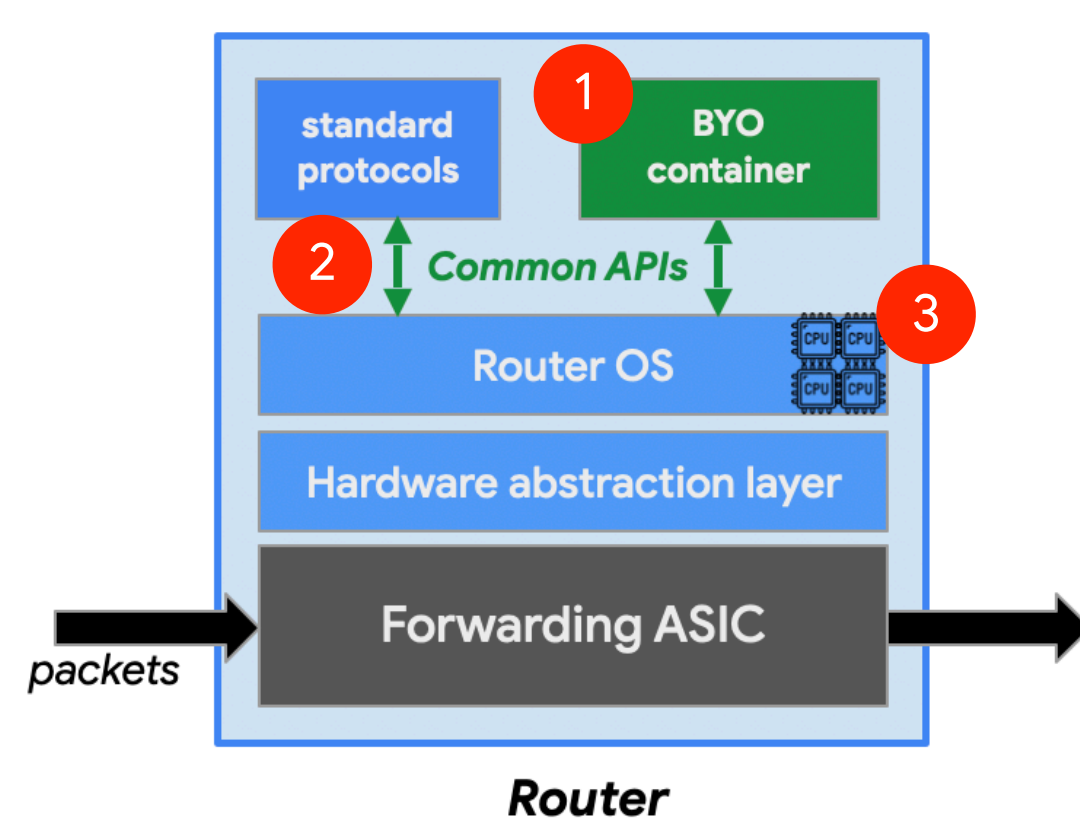 1
standard
protocols
BYO
container
2
Common APIs
3
Router OS
CPU CPU
CPU CPU
Hardware abstraction layer
Forwarding ASIC
packets
Router